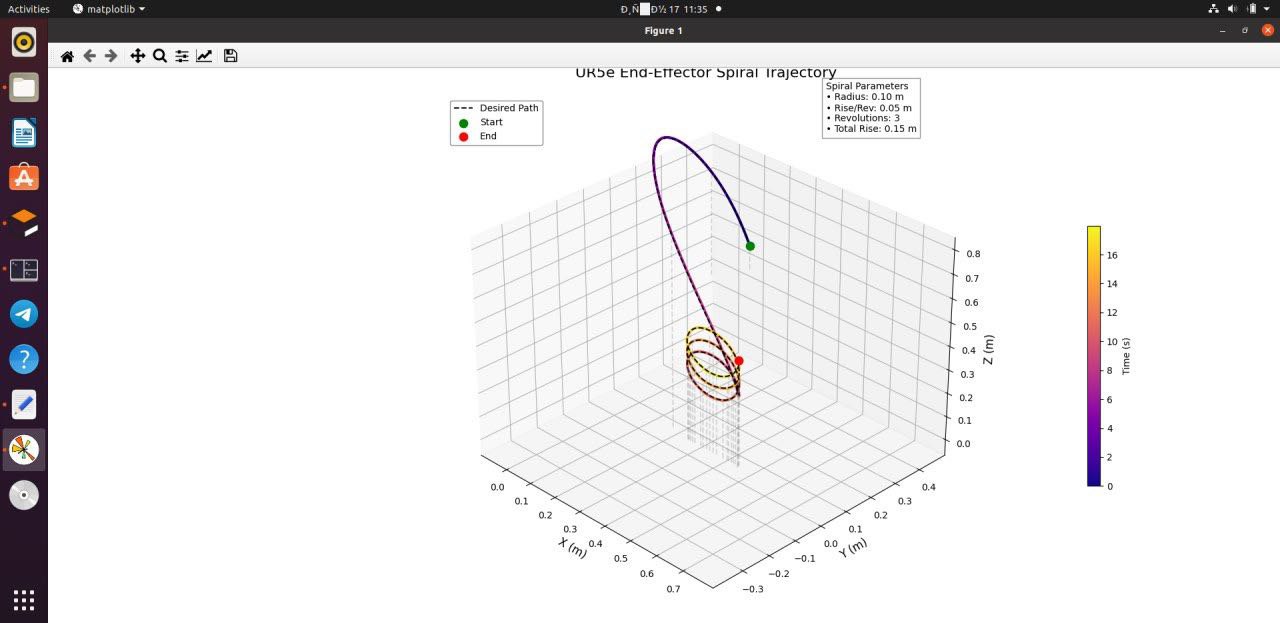 Activities
matplotlib
17 11:35
Figure 1
UR5e End-Effector Spiral Trajectory
Desired Path
Start
End
Spiral Parameters
• Radius: 0.10 m
• Rise/Rev: 0.05 m
• Revolutions: 3
• Total Rise: 0.15 m
0.8
0.7
0.6
0.5
0.4
0.3
0.2
0.1
0.0
Z (m)
0.0
0.1
0.2
0.3
0.4
0.5
0.6
0.7
X (m)
−0.3
−0.2
−0.1
0.0
0.1
0.2
0.3
0.4
Y (m)
16
14
12
10
8
6
4
2
0
Time (s)